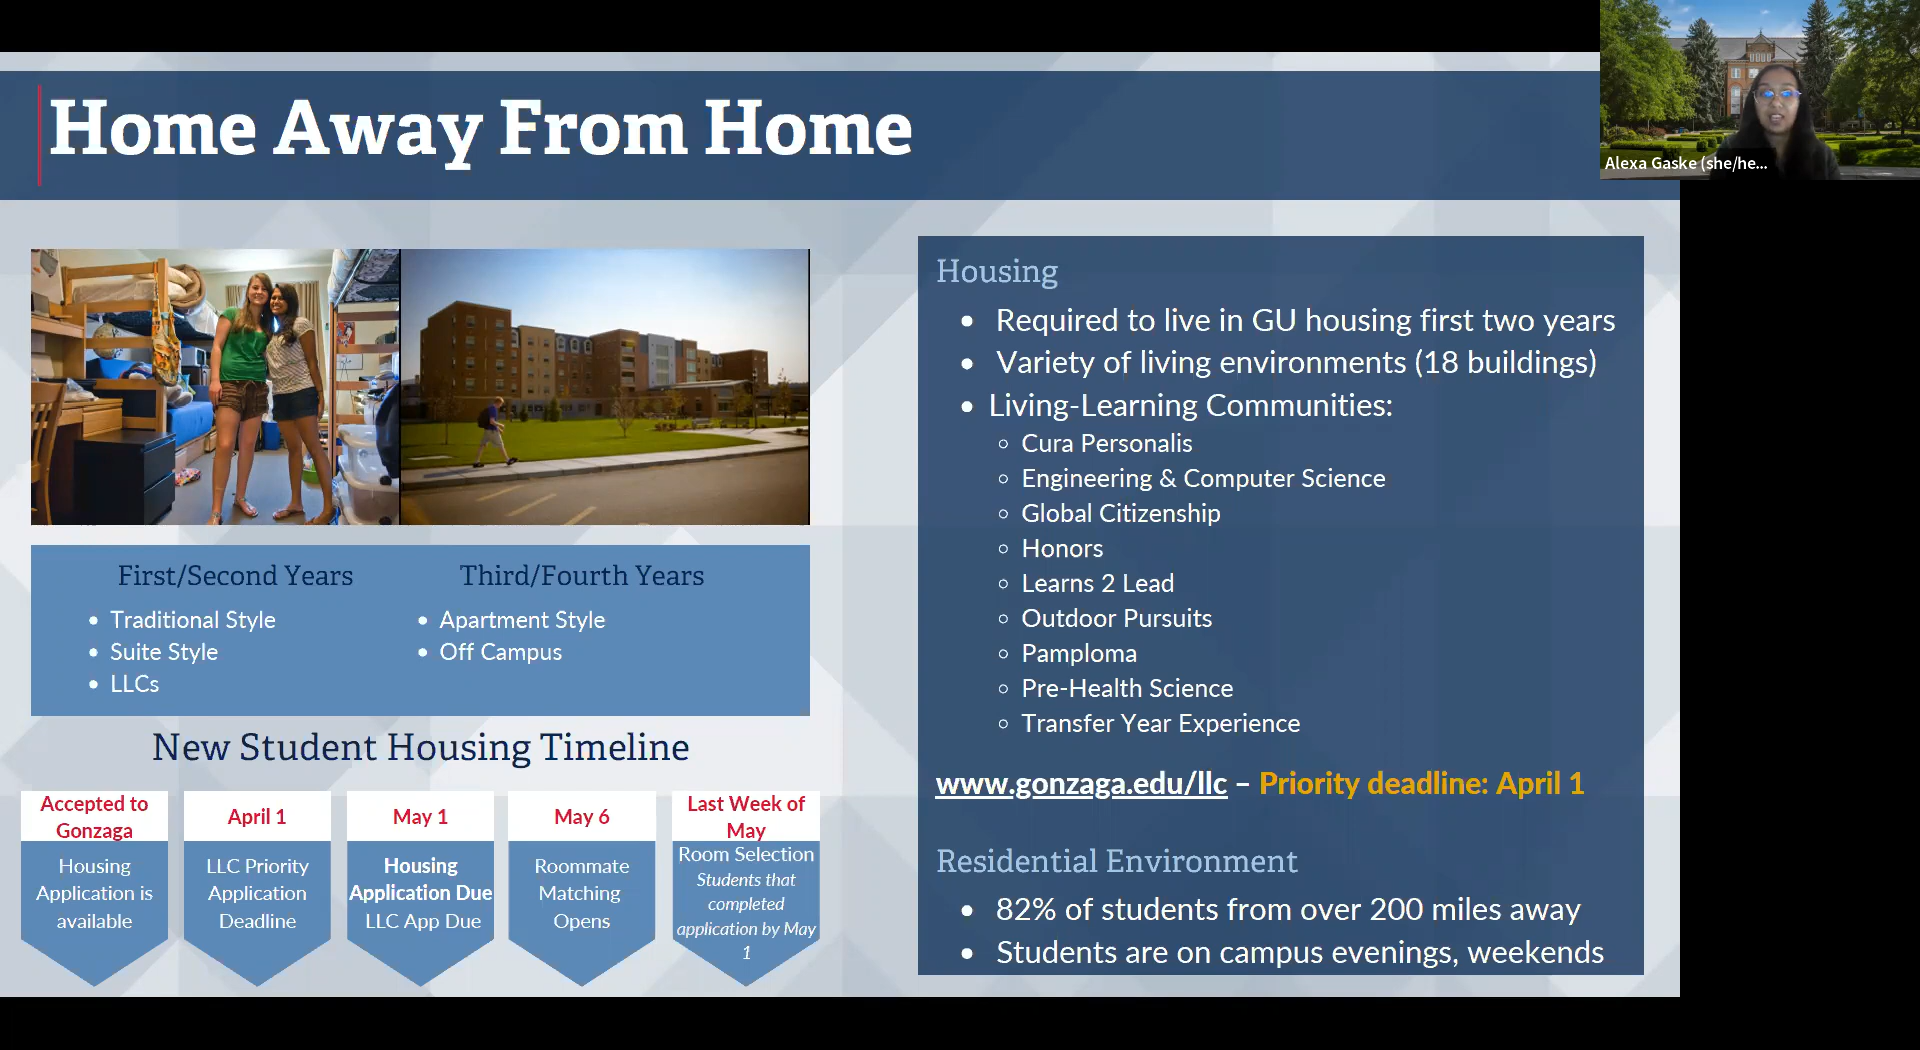 Home Away From Home
Alexa Gaske (she/he...
First/Second Years
• Traditional Style
• Suite Style
• LLCs
Third/Fourth Years
• Apartment Style
• Off Campus
New Student Housing Timeline
Accepted to
Gonzaga
Housing
Application is
available
April 1
LLC Priority
Application
Deadline
May 1
Housing
Application Due
LLC App Due
May 6
Roommate
Matching
Opens
Last Week of
May
Room Selection
Students that
completed
application by May
1
Housing
• Required to live in GU housing first two years
• Variety of living environments (18 buildings)
• Living-Learning Communities:
◦ Cura Personalis
◦ Engineering & Computer Science
◦ Global Citizenship
◦ Honors
◦ Learns 2 Lead
◦ Outdoor Pursuits
◦ Pamploma
◦ Pre-Health Science
◦ Transfer Year Experience
www.gonzaga.edu/llc – Priority deadline: April 1
Residential Environment
• 82% of students from over 200 miles away
• Students are on campus evenings, weekends